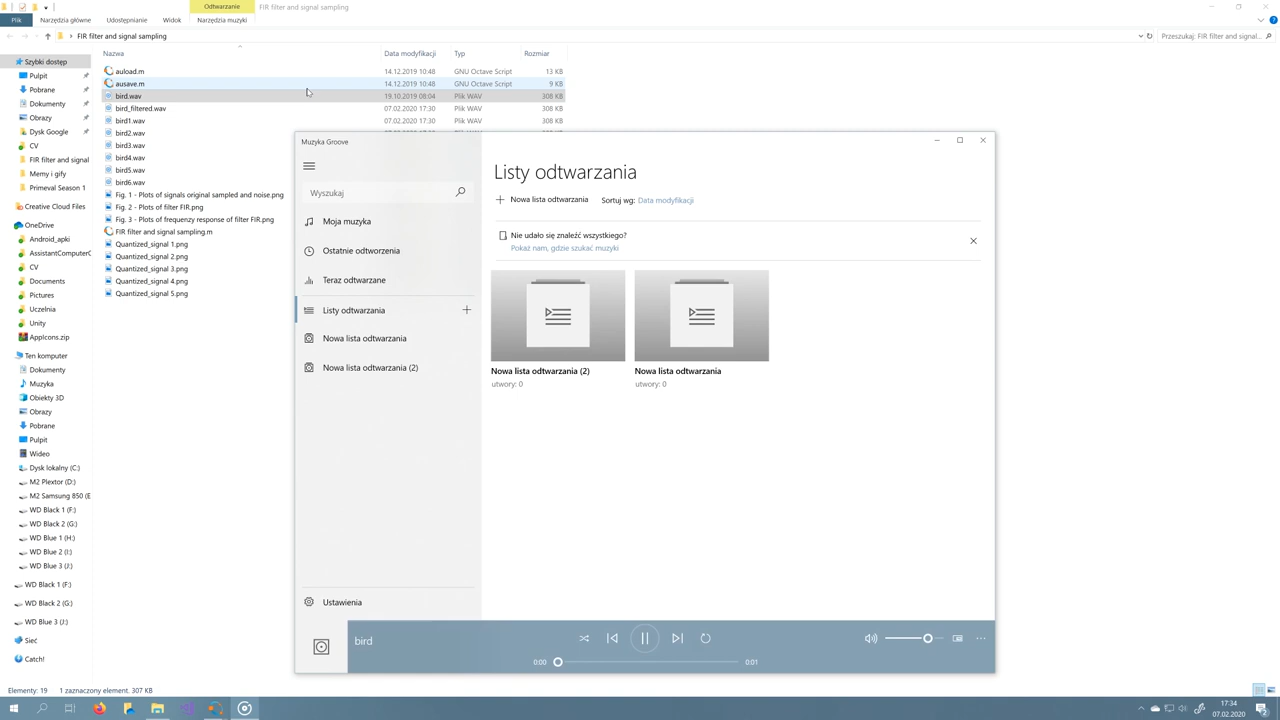 Odtwarzanie
FIR filter and signal sampling
Plik
Narzędzia główne
Udostępnianie
Widok
Narzędzia muzyki
FIR filter and signal sampling
Przeszukaj: FIR filter and signal...
Nazwa
Data modyfikacji
Typ
Rozmiar
auload.m 14.12.2019 10:48 GNU Octave Script 13 KB
ausave.m 14.12.2019 10:48 GNU Octave Script 9 KB
bird.wav 19.10.2019 08:04 Plik WAV 308 KB
bird_filtered.wav 07.02.2020 17:30 Plik WAV 308 KB
bird1.wav 07.02.2020 17:30 Plik WAV 308 KB
bird2.wav
bird3.wav
bird4.wav
bird5.wav
bird6.wav
Fig. 1 - Plots of signals original sampled and noise.png
Fig. 2 - Plots of filter FIR.png
Fig. 3 - Plots of frequenzy response of filter FIR.png
FIR filter and signal sampling.m
Quantized_signal 1.png
Quantized_signal 2.png
Quantized_signal 3.png
Quantized_signal 4.png
Quantized_signal 5.png
Szybki dostęp
Pulpit
Pobrane
Dokumenty
Obrazy
Dysk Google
CV
FIR filter and signal
Memy i gify
Primeval Season 1
Creative Cloud Files
OneDrive
Android_apki
AssistantComputerC
CV
Documents
Pictures
Uczelnia
Unity
AppIcons.zip
Ten komputer
Dokumenty
Muzyka
Obiekty 3D
Obrazy
Pobrane
Pulpit
Wideo
Dysk lokalny (C:)
M2 Plextor (D:)
M2 Samsung 850 (E
WD Black 1 (F:)
WD Black 2 (G:)
WD Blue 1 (H:)
WD Blue 2 (I:)
WD Blue 3 (J:)
WD Black 1 (F:)
WD Black 2 (G:)
WD Blue 3 (J:)
Sieć
Catch!
Muzyka Groove
Wyszukaj
Moja muzyka
Ostatnie odtworzenia
Teraz odtwarzane
Listy odtwarzania
Nowa lista odtwarzania
Nowa lista odtwarzania (2)
Ustawienia
Listy odtwarzania
Nowa lista odtwarzania
Sortuj wg: Data modyfikacji
Nie udało się znaleźć wszystkiego?
Pokaż nam, gdzie szukać muzyki
Nowa lista odtwarzania (2)
utwory: 0
Nowa lista odtwarzania
utwory: 0
bird
0:00
0:01
Elementy: 19
1 zaznaczony element. 307 KB
17:34
07.02.2020
2